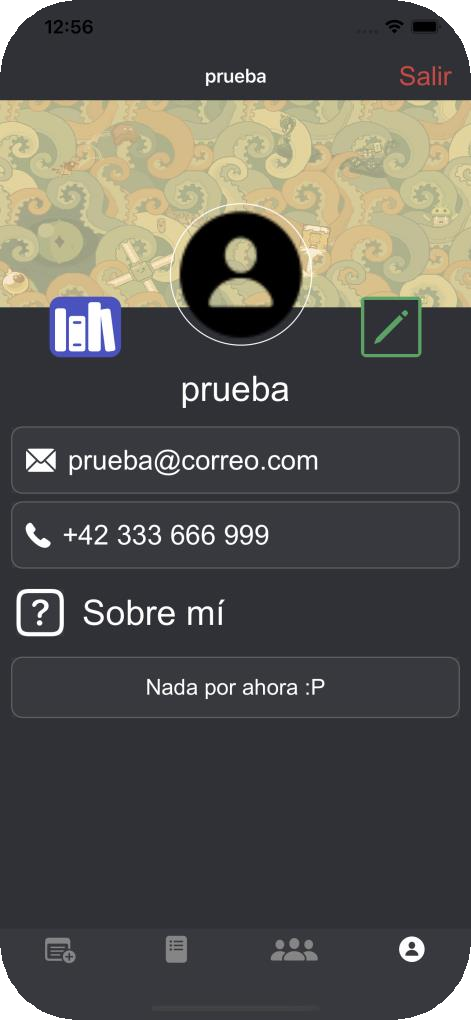 12:56
prueba
Salir
prueba
prueba@correo.com
+42 333 666 999
? Sobre mí
Nada por ahora :P